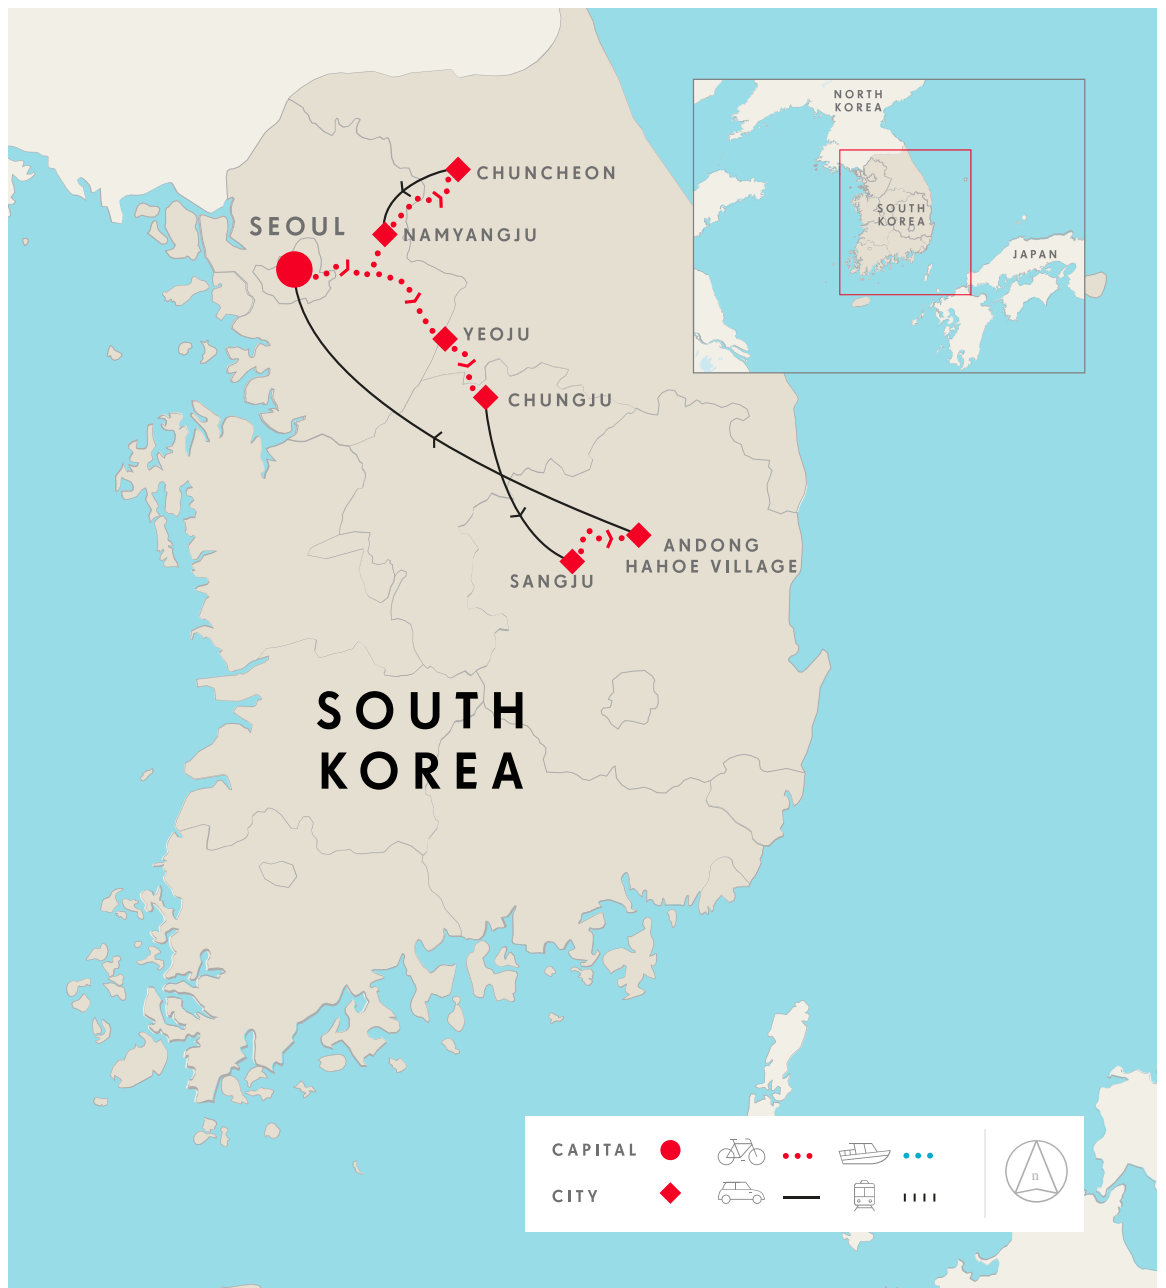 NORTH
KOREA
SOUTH
KOREA
JAPAN
CHUNCHEON
SEOUL
NAMYANGJU
YEOJU
CHUNGJU
ANDONG
HAHOE VILLAGE
SANGJU
SOUTH
KOREA
CAPITAL
CITY
n